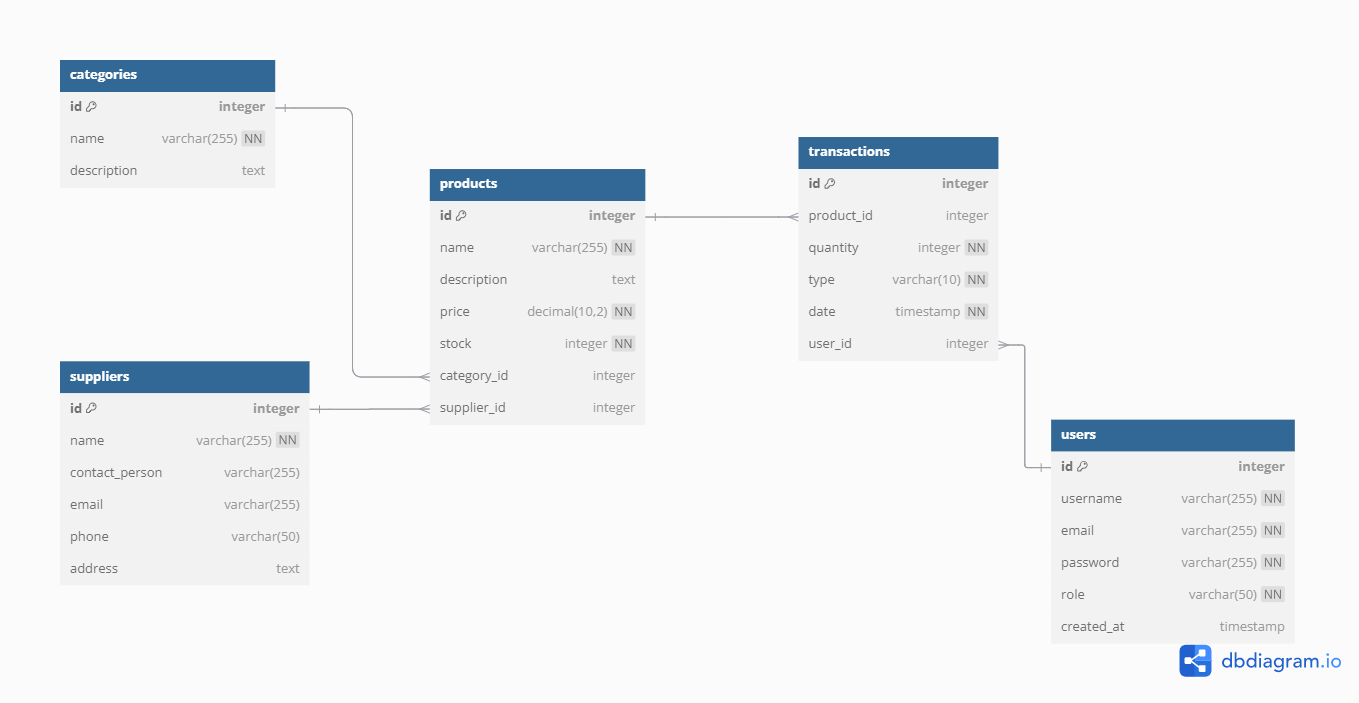 categories
id integer
name varchar(255) NN
description text
suppliers
id integer
name varchar(255) NN
contact_person varchar(255)
email varchar(255)
phone varchar(50)
address text
products
id integer
name varchar(255) NN
description text
price decimal(10,2) NN
stock integer NN
category_id integer
supplier_id integer
transactions
id integer
product_id integer
quantity integer NN
type varchar(10) NN
date timestamp NN
user_id integer
users
id integer
username varchar(255) NN
email varchar(255) NN
password varchar(255) NN
role varchar(50) NN
created_at timestamp
dbdiagram.io